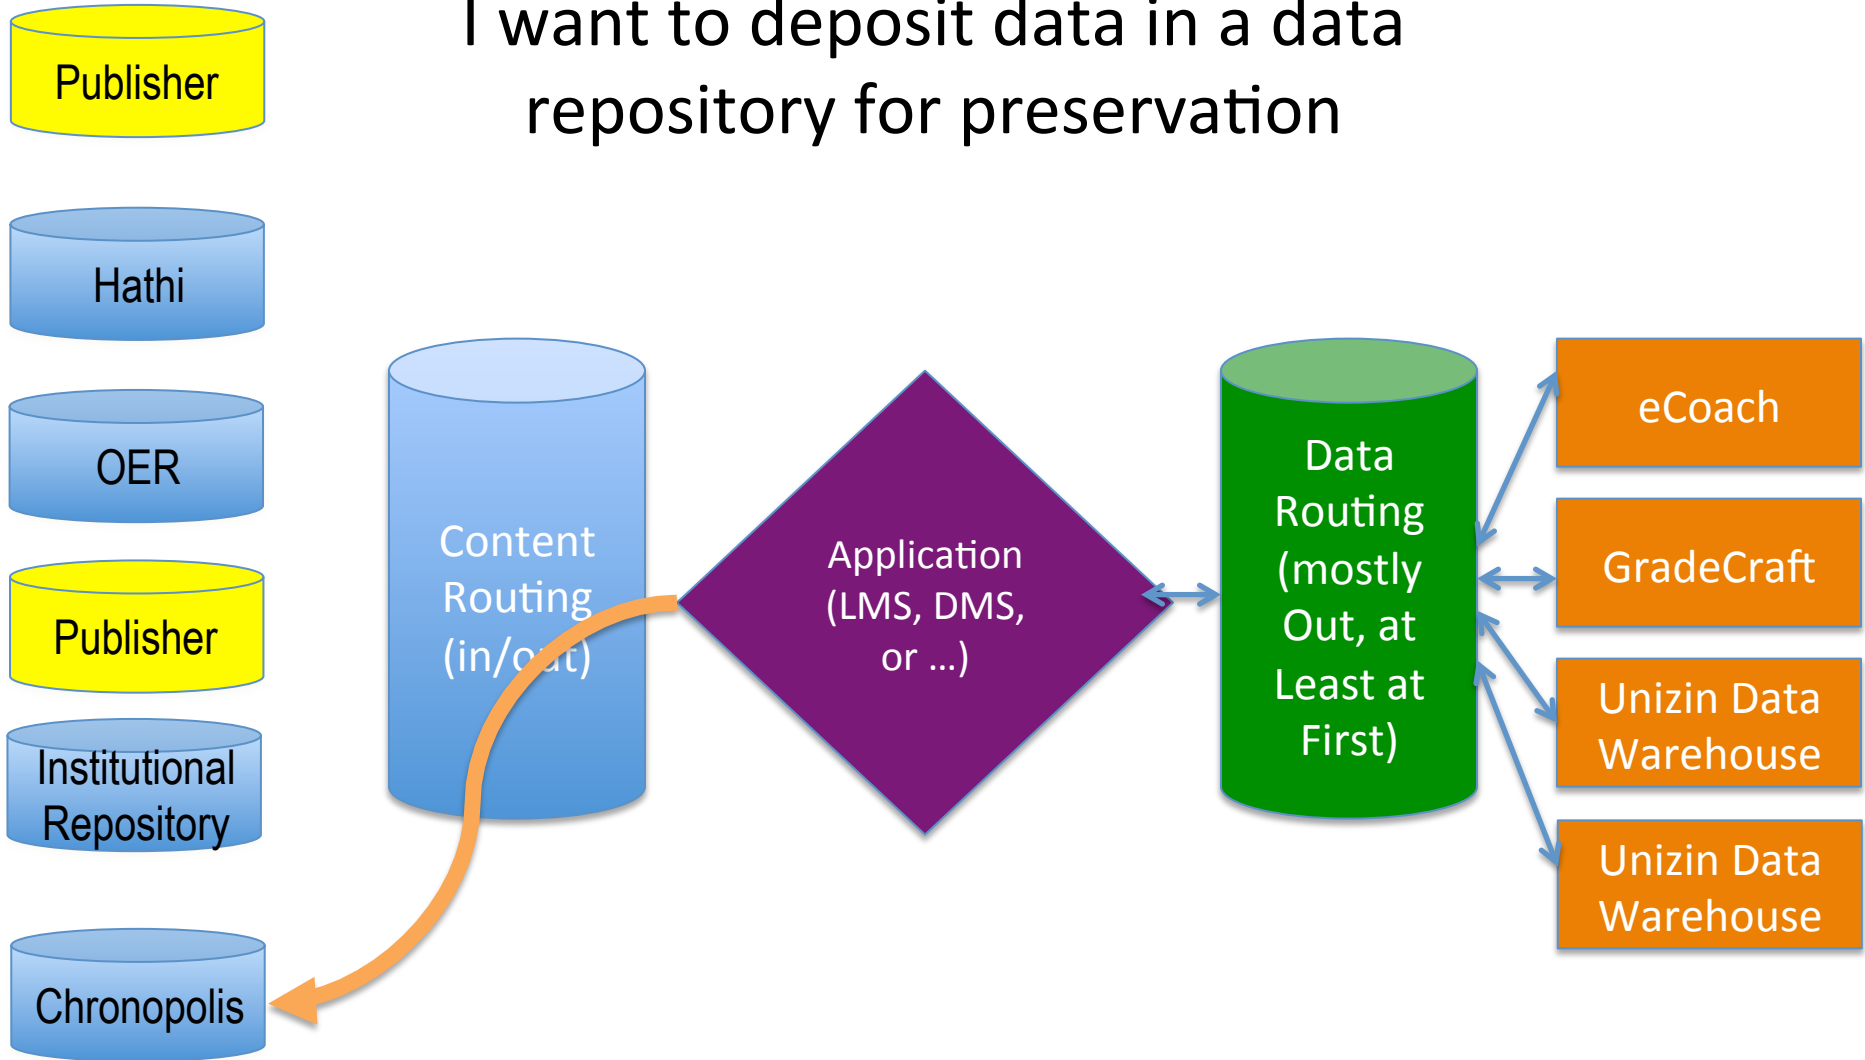 I want to deposit data in a data
repository for preservation
Publisher
Hathi
OER
Publisher
Institutional
Repository
Chronopolis
Content
Routing
(in/out)
Application
(LMS, DMS,
or …)
Data
Routing
(mostly
Out, at
Least at
First)
eCoach
GradeCraft
Unizin Data
Warehouse
Unizin Data
Warehouse